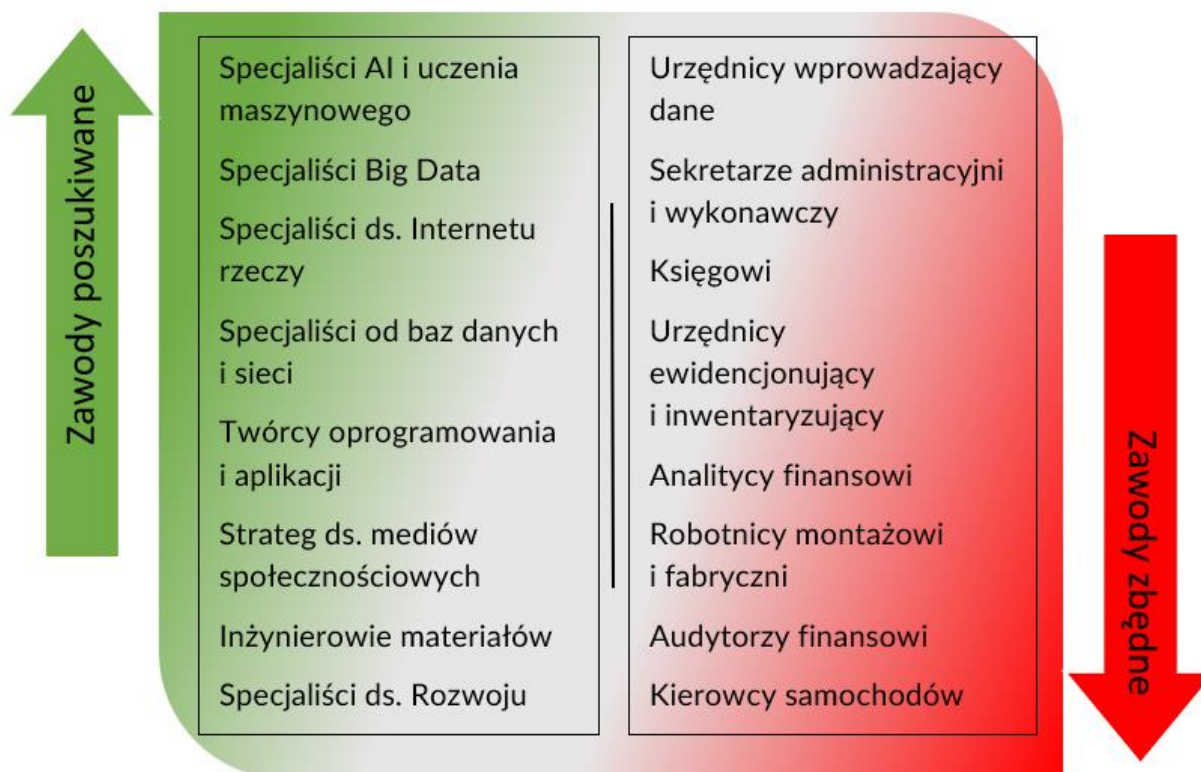 Zawody poszukiwane
Specjaliści AI i uczenia
maszynowego
Specjaliści Big Data
Specjaliści ds. Internetu
rzeczy
Specjaliści od baz danych
i sieci
Twórcy oprogramowania
i aplikacji
Strateg ds. mediów
społecznościowych
Inżynierowie materiałów
Specjaliści ds. Rozwoju
Urzędnicy wprowadzający
dane
Sekretarze administracyjni
i wykonawczy
Księgowi
Urzędnicy
ewidencjonujący
i inwentaryzujący
Analitycy finansowi
Robotnicy montażowi
i fabryczni
Audytorzy finansowi
Kierowcy samochodów
Zawody zbędne